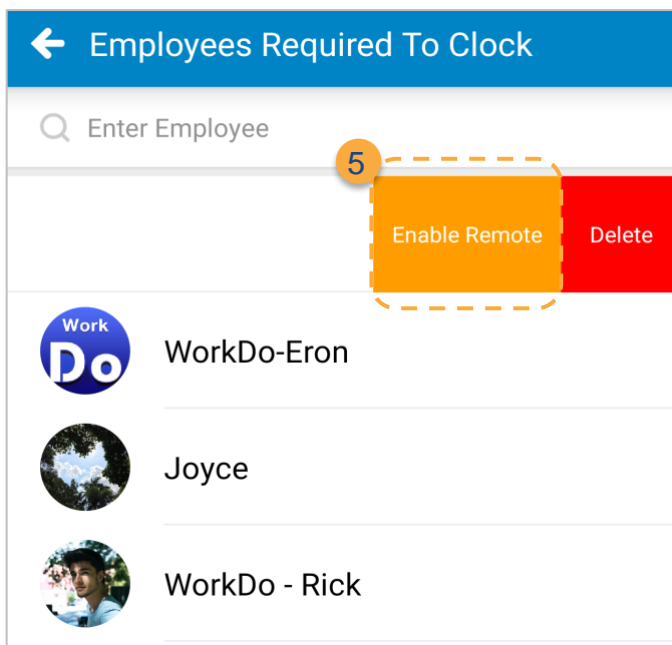 Employees Required To Clock
Enter Employee
5
Enable Remote Delete
Work
Do
WorkDo-Eron
Joyce
WorkDo - Rick